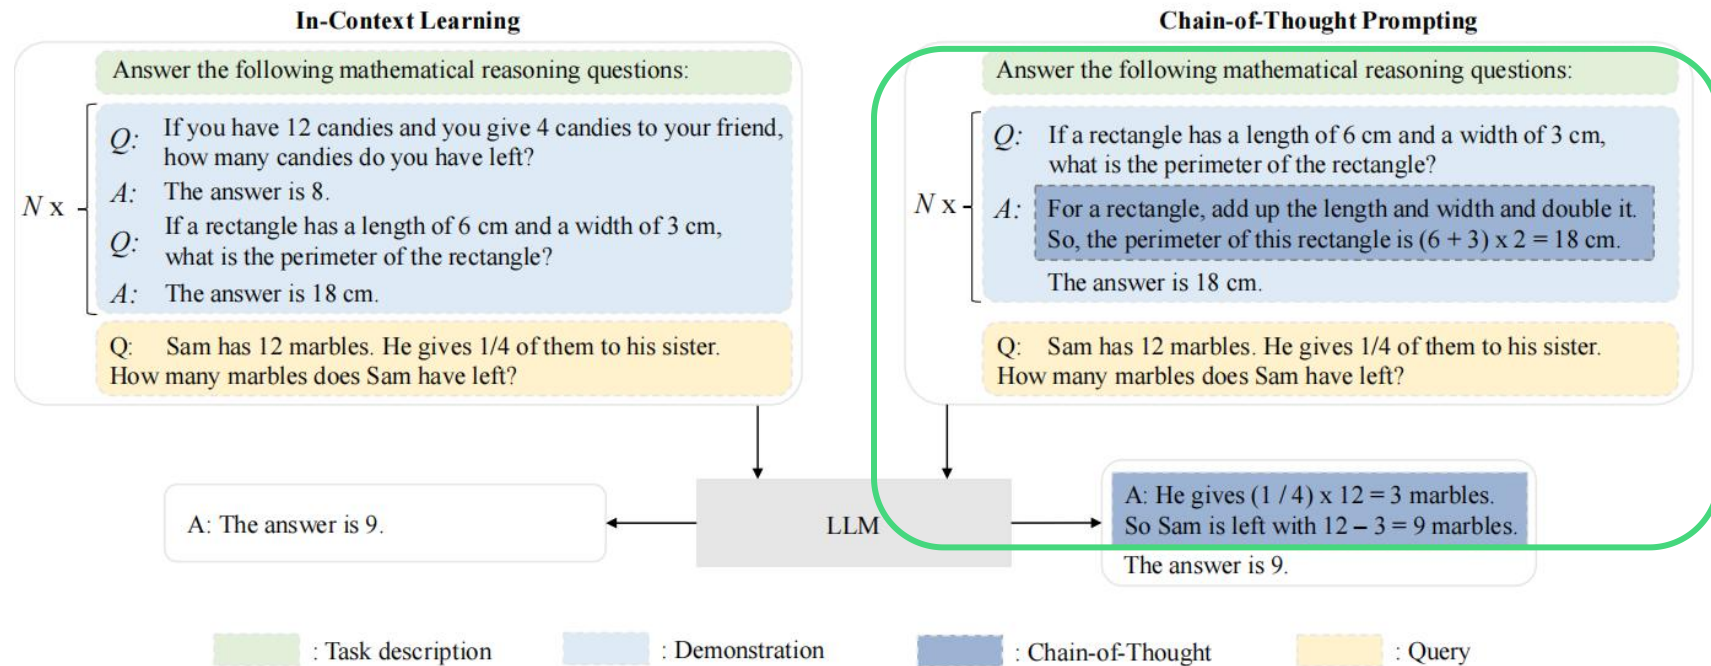 In-Context Learning
Answer the following mathematical reasoning questions:
N x
Q: If you have 12 candies and you give 4 candies to your friend,
how many candies do you have left?
A: The answer is 8.
Q: If a rectangle has a length of 6 cm and a width of 3 cm,
what is the perimeter of the rectangle?
A: The answer is 18 cm.
Q: Sam has 12 marbles. He gives 1/4 of them to his sister.
How many marbles does Sam have left?
Chain-of-Thought Prompting
Answer the following mathematical reasoning questions:
N x
Q: If a rectangle has a length of 6 cm and a width of 3 cm,
what is the perimeter of the rectangle?
A: For a rectangle, add up the length and width and double it.
So, the perimeter of this rectangle is (6 + 3) x 2 = 18 cm.
The answer is 18 cm.
Q: Sam has 12 marbles. He gives 1/4 of them to his sister.
How many marbles does Sam have left?
A: The answer is 9.
LLM
A: He gives (1 / 4) x 12 = 3 marbles.
So Sam is left with 12 – 3 = 9 marbles.
The answer is 9.
: Task description
: Demonstration
: Chain-of-Thought
: Query